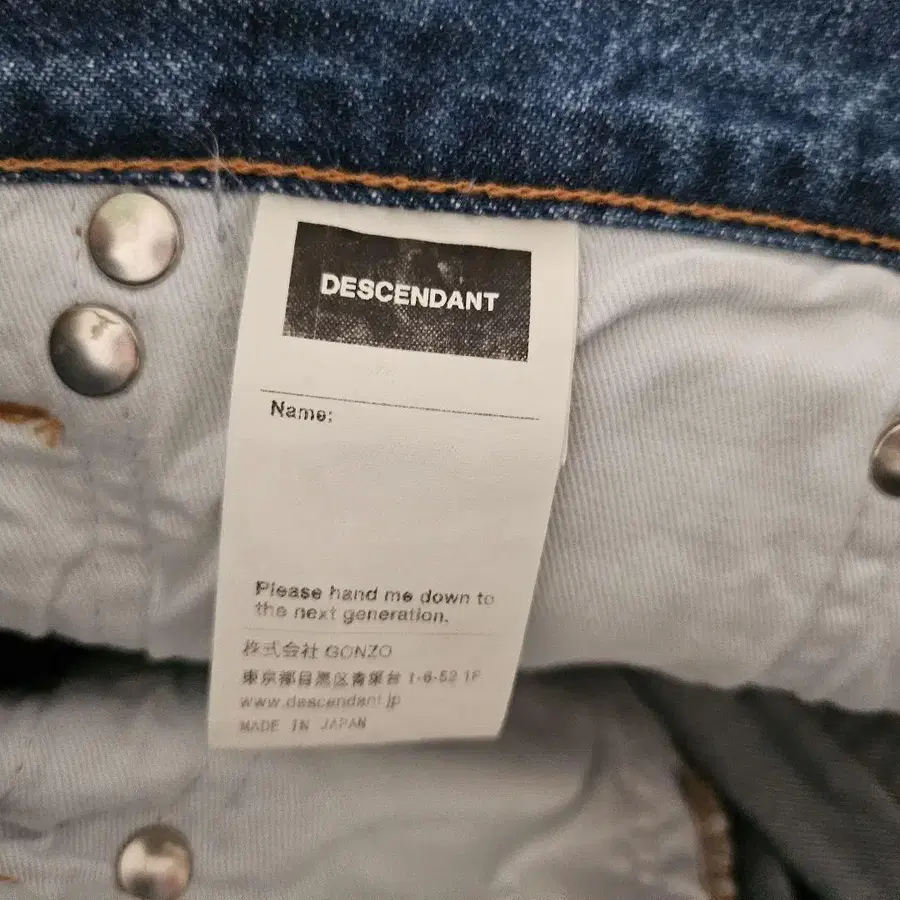 DESCENDANT
Name:
Please hand me down to
the next generation.
株式会社 GONZO
東京都目黒区青葉台 1-6-52 1F
www.descendant.jp
MADE IN JAPAN